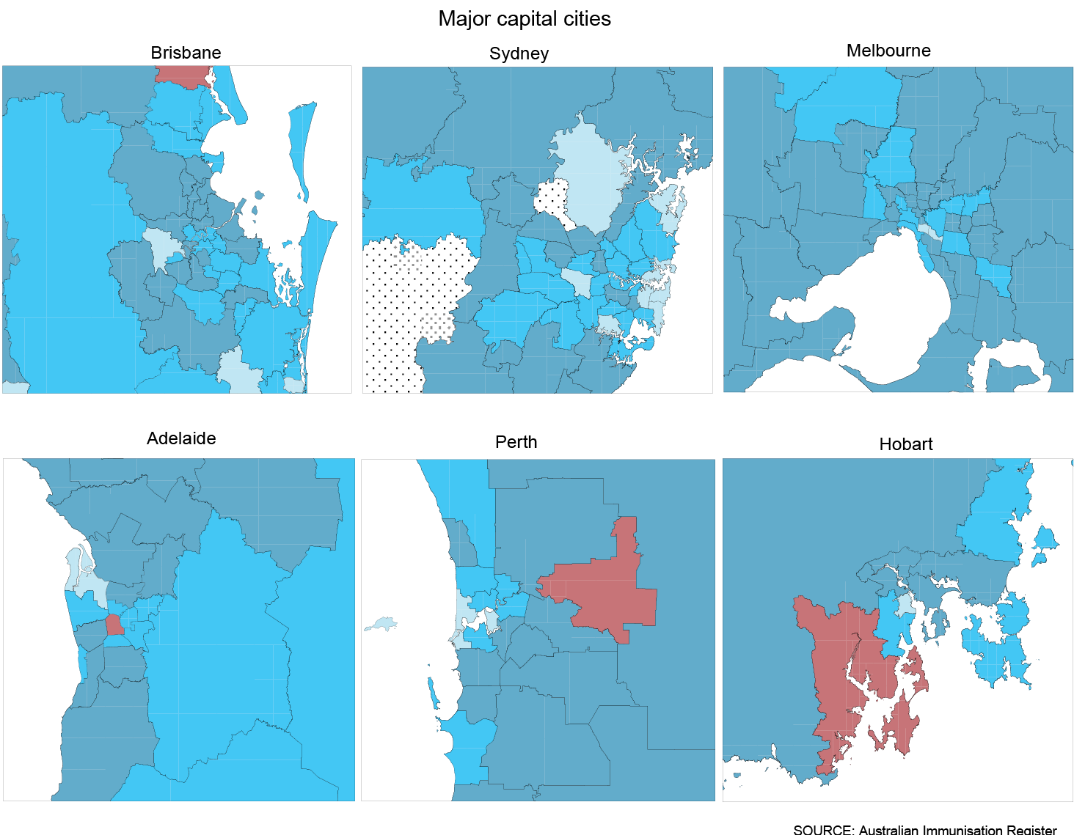 Major capital cities
Brisbane
Sydney
Melbourne
Adelaide
Perth
Hobart
SOURCE: Australian Immunisation Register